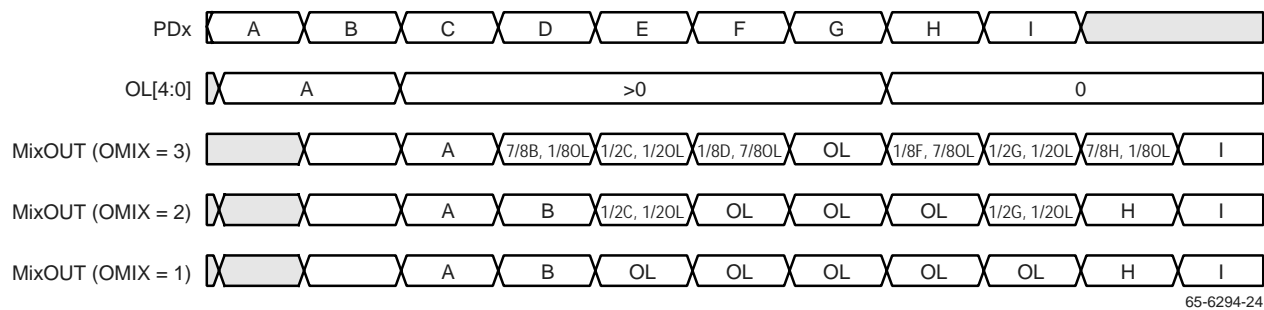 PDx A B C D E F G H I
OL[4:0] A >0 0
MixOUT (OMIX = 3) A 7/8B, 1/8OL 1/2C, 1/2OL 1/8D, 7/8OL OL 1/8F, 7/8OL 1/2G, 1/2OL 7/8H, 1/8OL I
MixOUT (OMIX = 2) A B 1/2C, 1/2OL OL OL OL 1/2G, 1/2OL H I
MixOUT (OMIX = 1) A B OL OL OL OL OL H I
65-6294-24